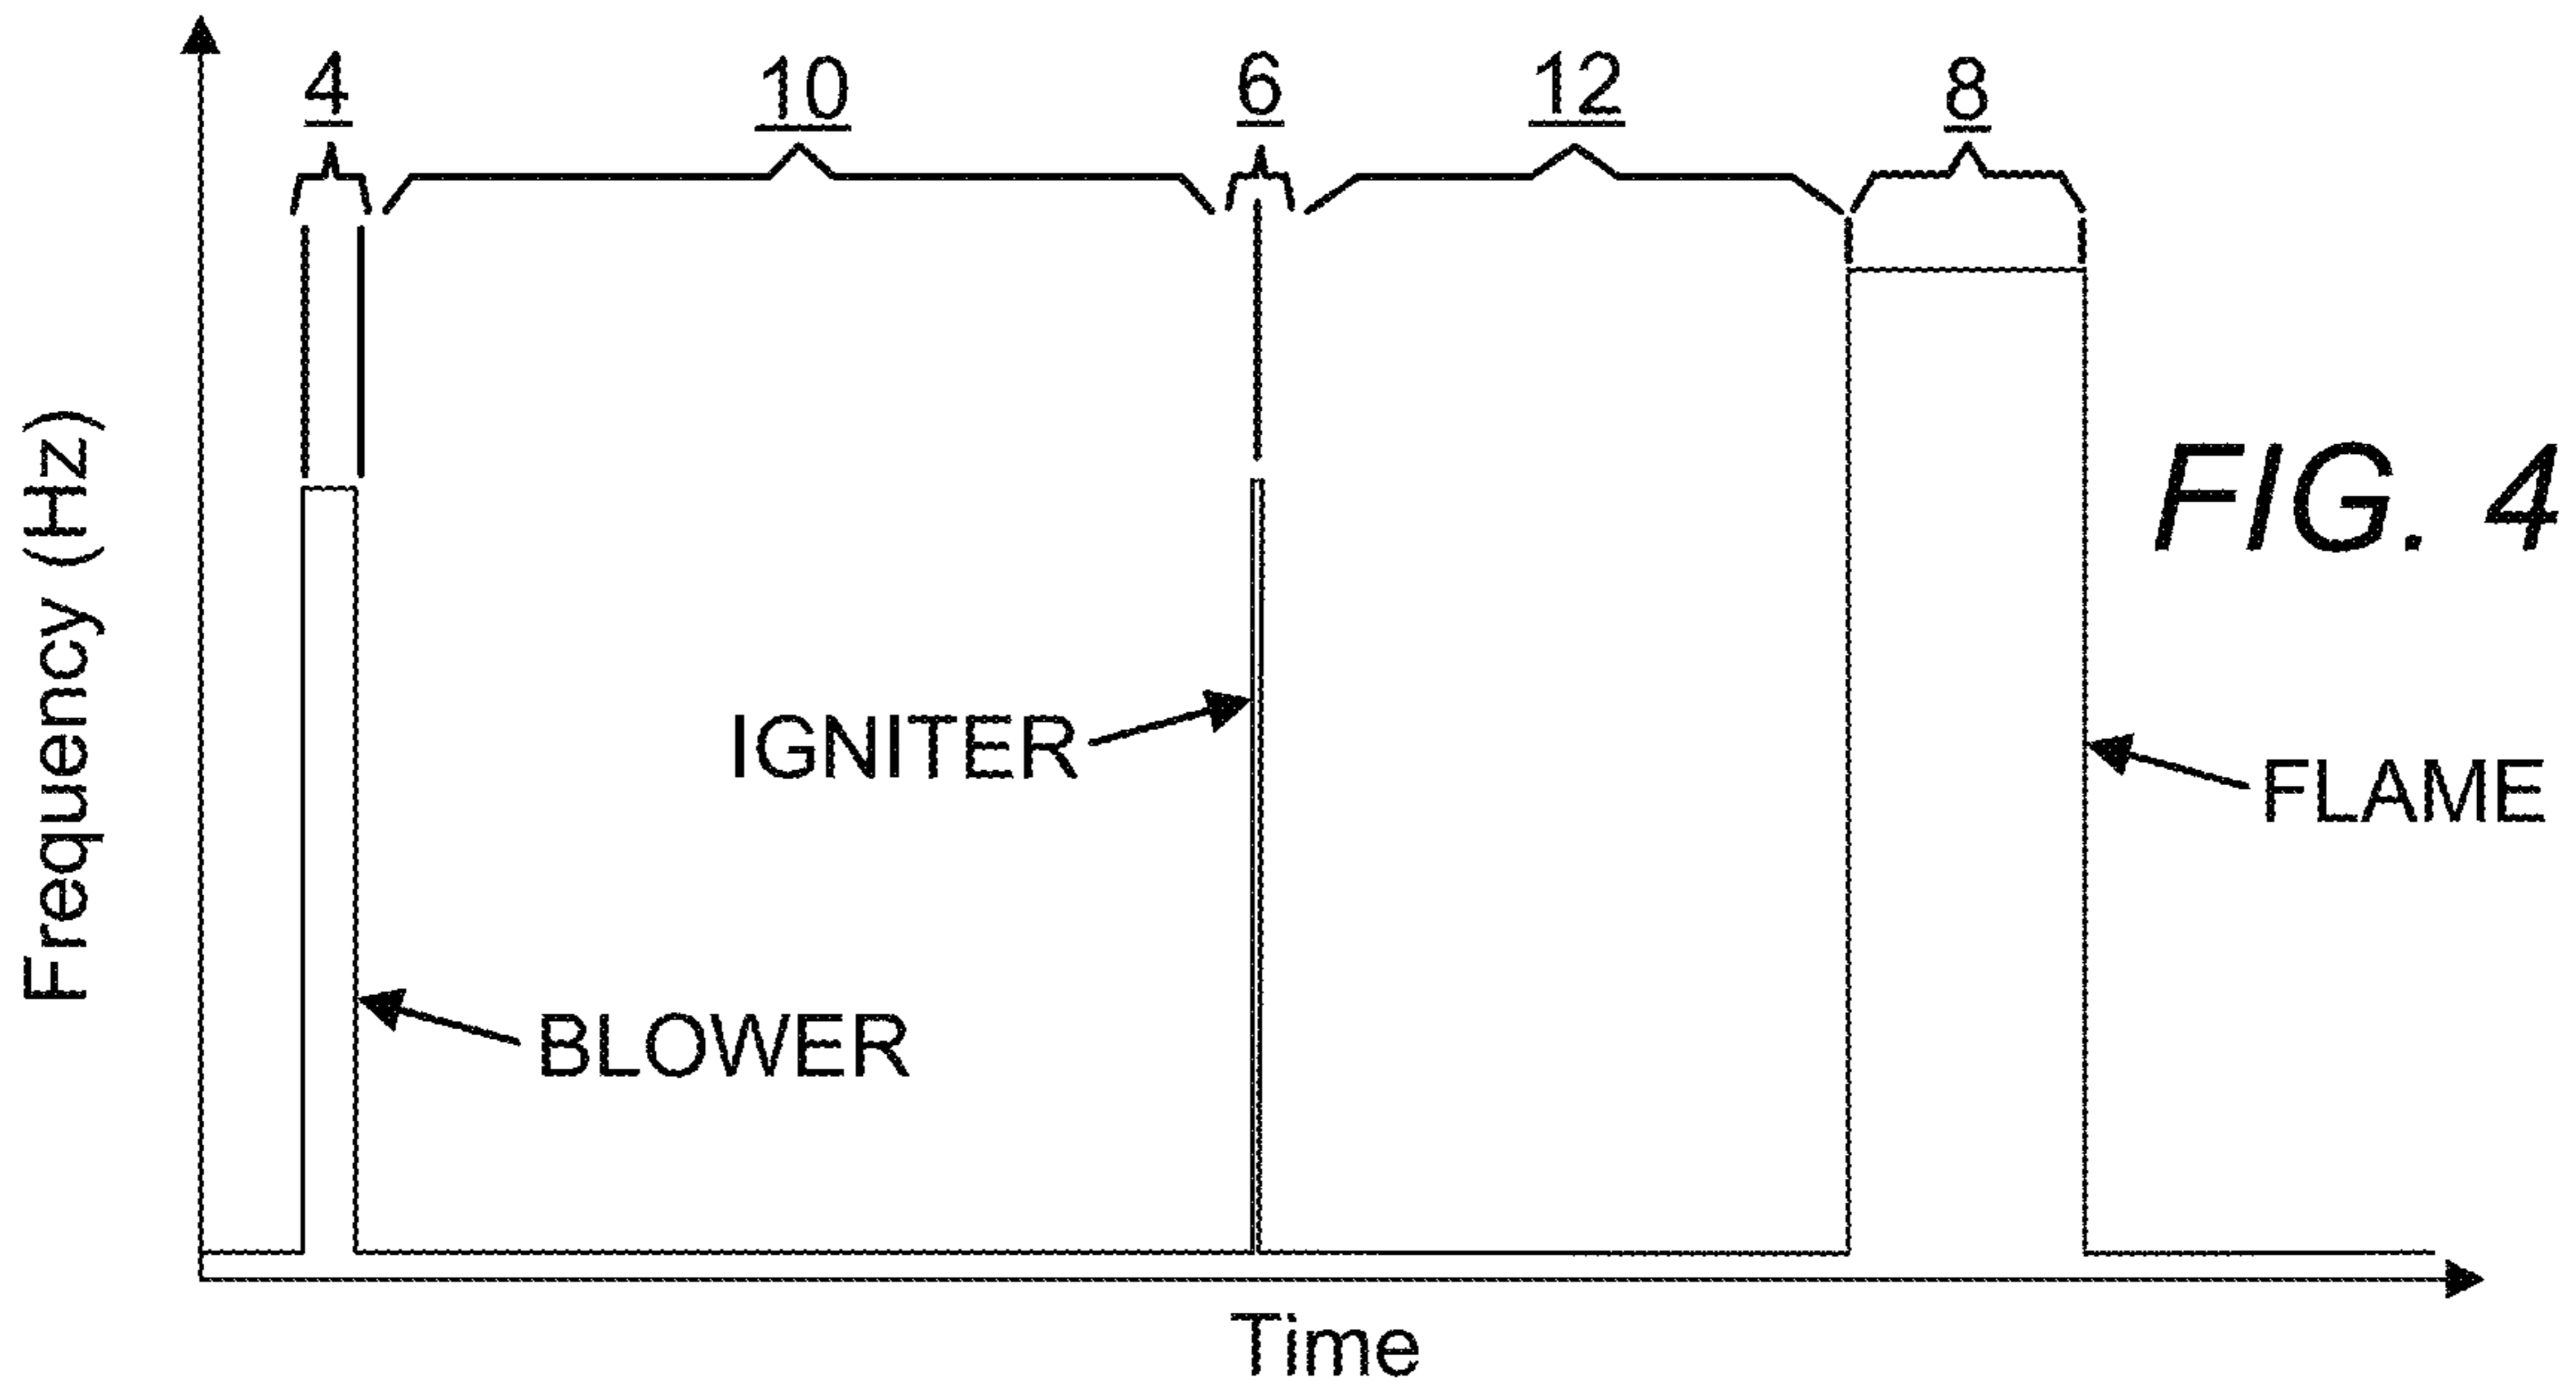 4 10 6 12 8
Frequency (Hz)
FIG. 4
IGNITER
FLAME
BLOWER
Time